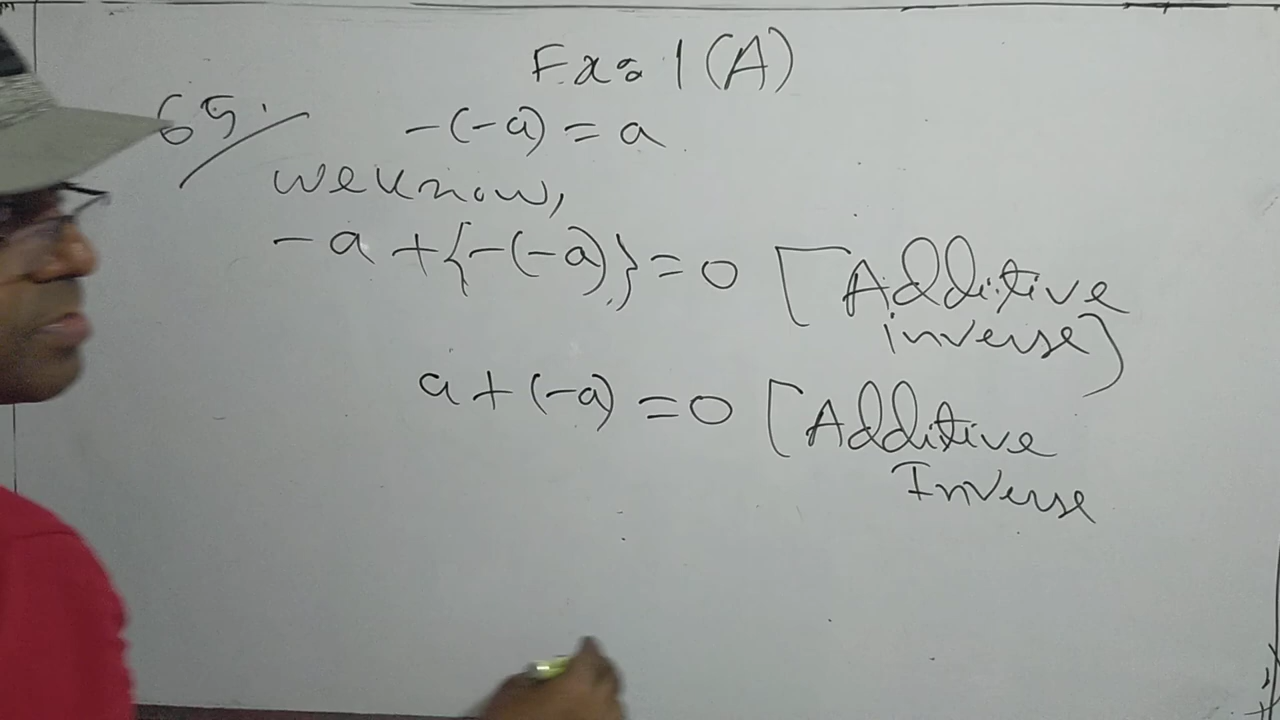 Ex: 1(A)
65. -(-a) = a
we know,
-a + {-(-a)} = 0 [Additive
inverse)
a + (-a) = 0 [Additive
Inverse